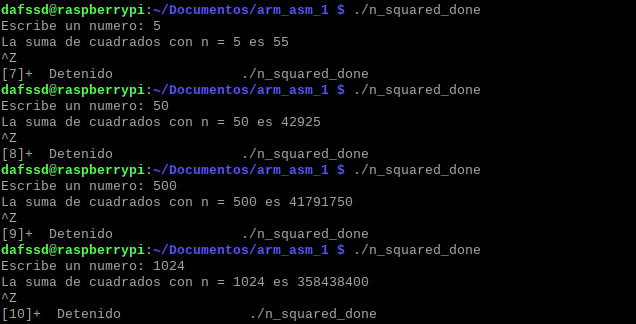 dafssd@raspberrypi:~/Documentos/arm_asm_1 $ ./n_squared_done
Escribe un numero: 5
La suma de cuadrados con n = 5 es 55
^Z
[7]+  Detenido                ./n_squared_done
dafssd@raspberrypi:~/Documentos/arm_asm_1 $ ./n_squared_done
Escribe un numero: 50
La suma de cuadrados con n = 50 es 42925
^Z
[8]+  Detenido                ./n_squared_done
dafssd@raspberrypi:~/Documentos/arm_asm_1 $ ./n_squared_done
Escribe un numero: 500
La suma de cuadrados con n = 500 es 41791750
^Z
[9]+  Detenido                ./n_squared_done
dafssd@raspberrypi:~/Documentos/arm_asm_1 $ ./n_squared_done
Escribe un numero: 1024
La suma de cuadrados con n = 1024 es 358438400
^Z
[10]+  Detenido                ./n_squared_done